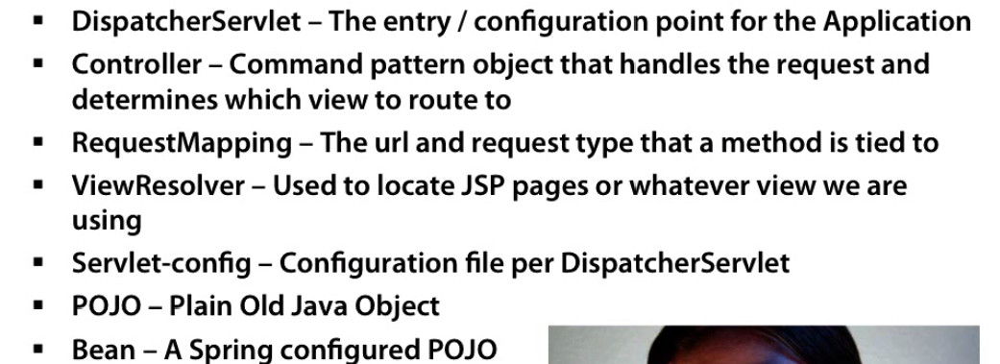 ▪ DispatcherServlet – The entry / configuration point for the Application
▪ Controller – Command pattern object that handles the request and
determines which view to route to
▪ RequestMapping – The url and request type that a method is tied to
▪ ViewResolver – Used to locate JSP pages or whatever view we are
using
▪ Servlet-config – Configuration file per DispatcherServlet
▪ POJO – Plain Old Java Object
▪ Bean – A Spring configured POJO